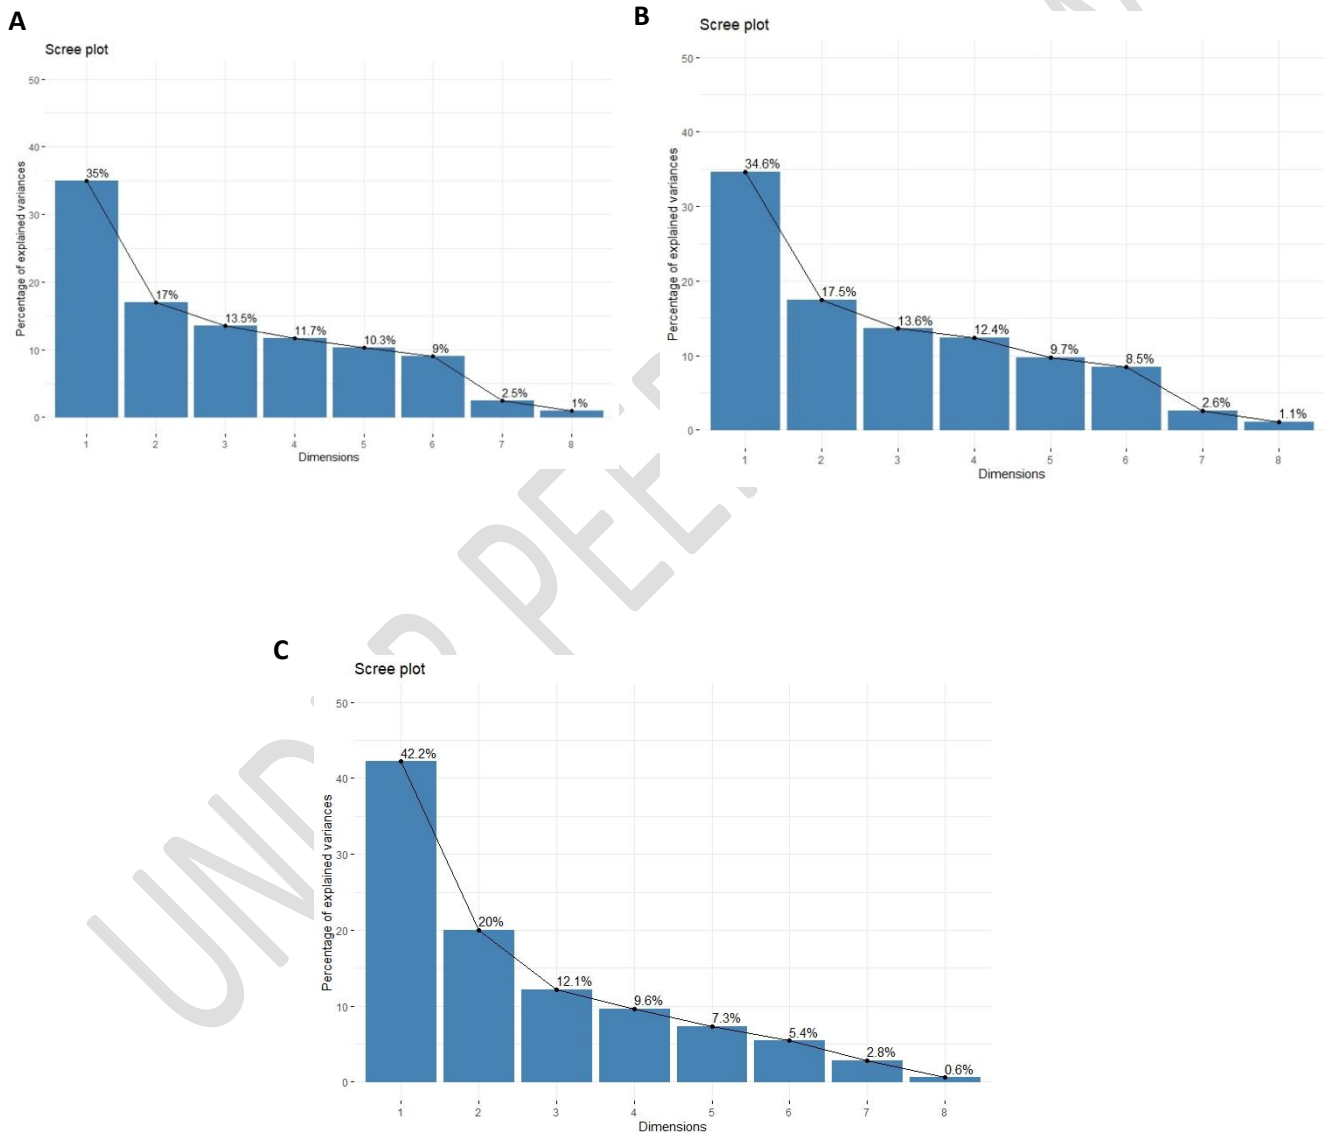 A
Scree plot
Percentage of explained variances
50
40
30
20
10
0
35%
17%
13.5%
11.7%
10.3%
9%
2.5%
1%
1 2 3 4 5 6 7 8
Dimensions
B
Scree plot
Percentage of explained variances
50
40
30
20
10
0
34.6%
17.5%
13.6%
12.4%
9.7%
8.5%
2.6%
1.1%
1 2 3 4 5 6 7 8
Dimensions
C
Scree plot
Percentage of explained variances
50
40
30
20
10
0
42.2%
20%
12.1%
9.6%
7.3%
5.4%
2.8%
0.6%
1 2 3 4 5 6 7 8
Dimensions